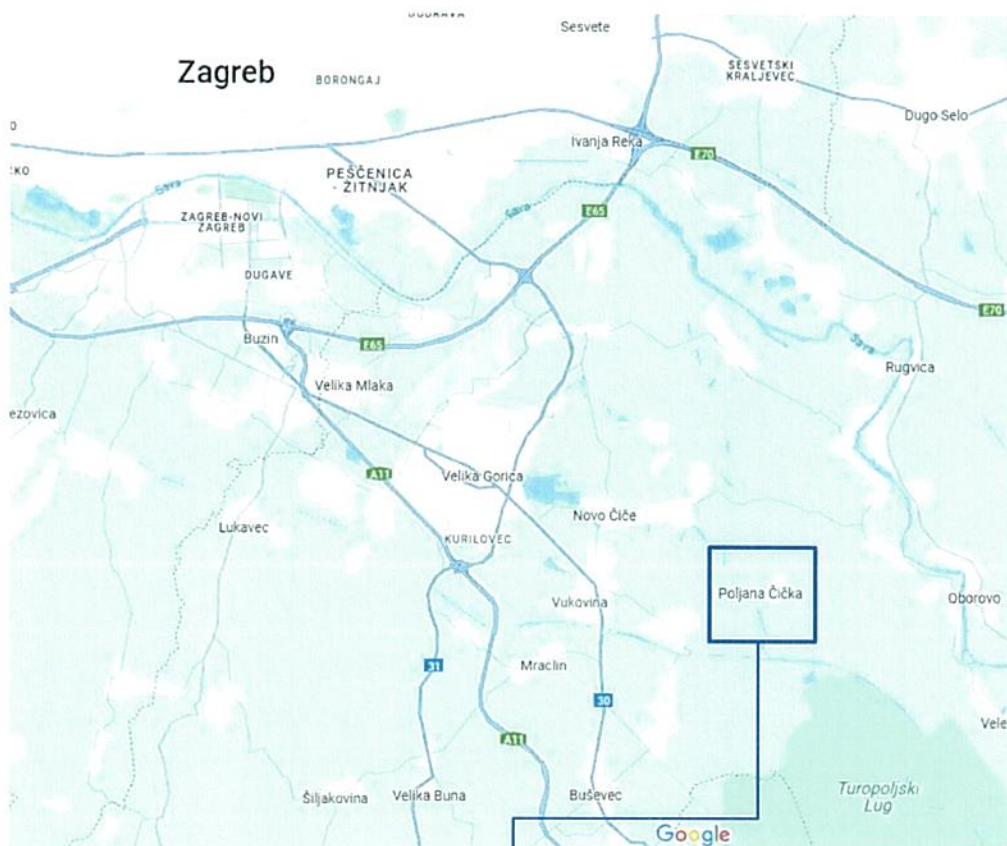 Sesvete
Zagreb
BORONGAJ
SESVETSKI
KRALJEVEC
Dugo Selo
Ivanja Reka
E70
PEŠČENICA
- ŽITNJAK
Sava
Sava
E65
ZAGREB-NOVI
ZAGREB
DUGAVE
E70
Buzin
E65
Sava
Rugvica
Velika Mlaka
ezovica
A11
Velika Gorica
Novo Čiče
Lukavec
KURILOVEC
Poljana Čička
Oborovo
Vukovina
31
Mraclin
30
Vele
A11
Šiljakovina
Velika Buna
Buševec
Turopoljski
Lug
Google